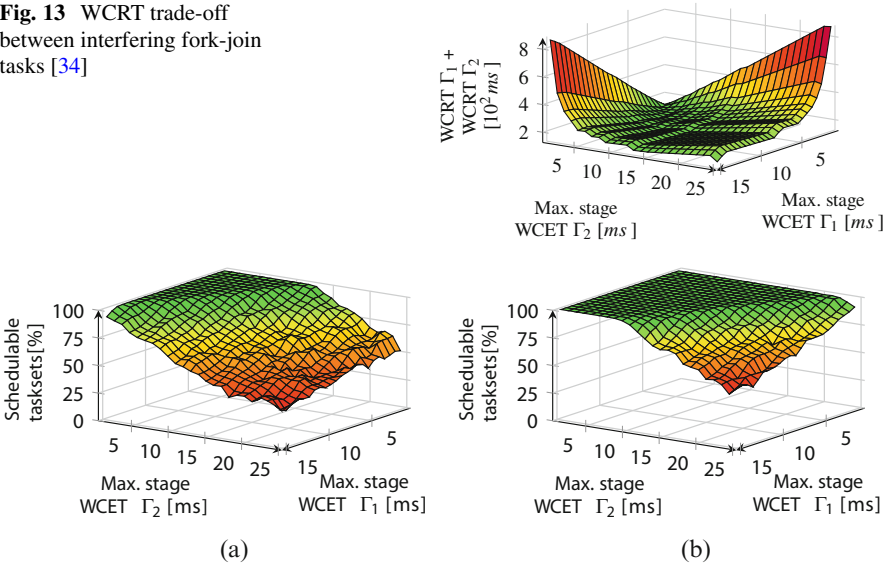 Fig. 13 WCRT trade-off
between interfering fork-join
tasks [34]
WCRT Γ1 +
WCRT Γ2
[10²ms]
8
6
4
2
5 10 15 20 25
15 10 5
Max. stage
WCET Γ2 [ms]
Max. stage
WCET Γ1 [ms]
Schedulable
tasksets[%]
100
75
50
25
0
5 10 15 20 25
15 10 5
Max. stage
WCET Γ2 [ms]
Max. stage
WCET Γ1 [ms]
(a)
Schedulable
tasksets[%]
100
75
50
25
0
5 10 15 20 25
15 10 5
Max. stage
WCET Γ2 [ms]
Max. stage
WCET Γ1 [ms]
(b)